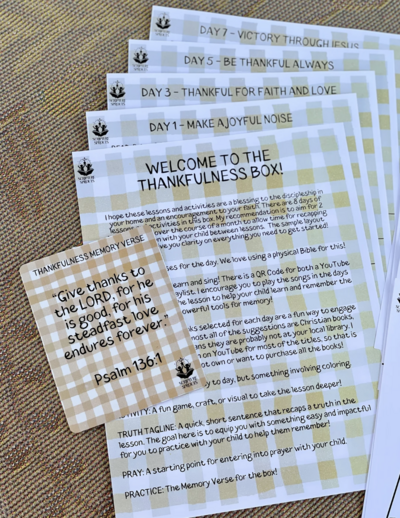 DAY 7 - VICTORY THROUGH JESUS
DAY 5 - BE THANKFUL ALWAYS
DAY 3 - THANKFUL FOR FAITH AND LOVE
DAY 1 - MAKE A JOYFUL NOISE
WELCOME TO THE
THANKFULNESS BOX!
I hope these lessons and activities are a blessing to the discipleship in
your home and an encouragement to your faith. There are 8 days of
activities in this box. My recommendation is to aim for 2
over the course of a month to allow time for recapping
with your child between lessons. The sample layout
give you clarity on everything you need to get started!
for the day. We love using a physical Bible for this!
learn and sing! There is a QR Code for both a YouTube
I encourage you to play the songs in the days
the lesson to help your child learn and remember the
powerful tools for memory!
selected for each day are a fun way to engage
most all of the suggestions are Christian books,
they are probably not at your local library. I
on YouTube for most of the titles, so that is
not own or want to purchase all the books!
to day, but something involving coloring,
A fun game, craft, or visual to take the lesson deeper!
TRUTH TAGLINE: A quick, short sentence that recaps a truth in the
lesson. The goal here is to equip you with something easy and impactful
for you to practice with your child to help them remember!
PRAY: A starting point for entering into prayer with your child.
PRACTICE: The Memory Verse for the box!
THANKFULNESS MEMORY VERSE
"Give thanks to
the LORD, for he
is good, for his
steadfast love
endures forever."
Psalm 136:1